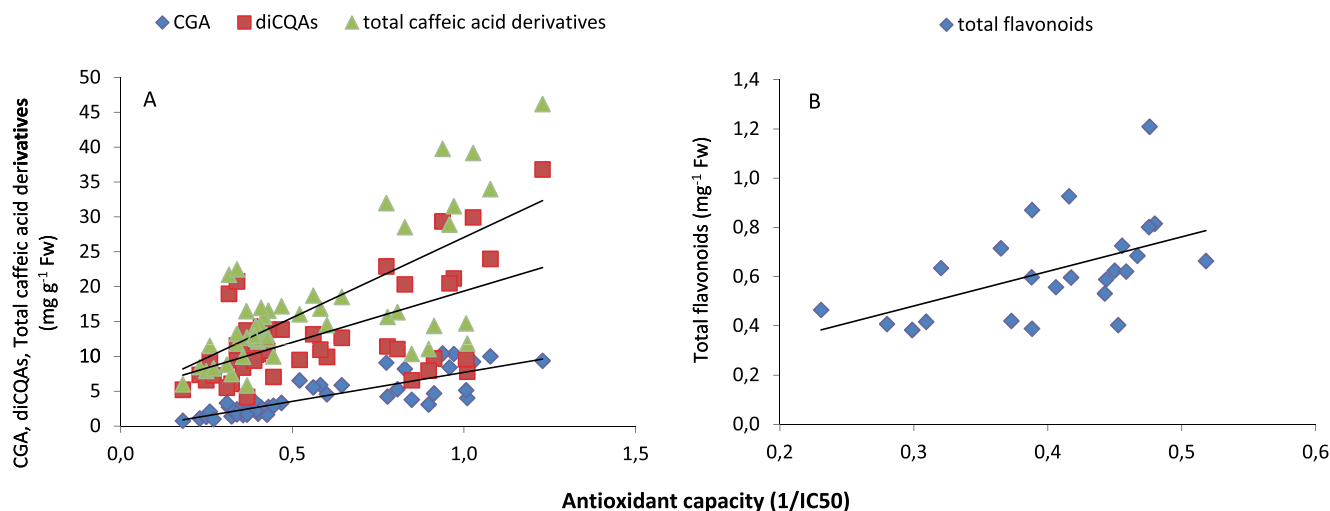 CGA diCQAs total caffeic acid derivatives
total flavonoids
CGA, diCQAs, Total caffeic acid derivatives
(mg g-1 Fw)
50
45
40
35
30
25
20
15
10
5
0
A
0,0 0,5 1,0 1,5
Total flavonoids (mg-1 Fw)
1,4
1,2
1,0
0,8
0,6
0,4
0,2
0,0
B
0,2 0,3 0,4 0,5 0,6
Antioxidant capacity (1/IC50)